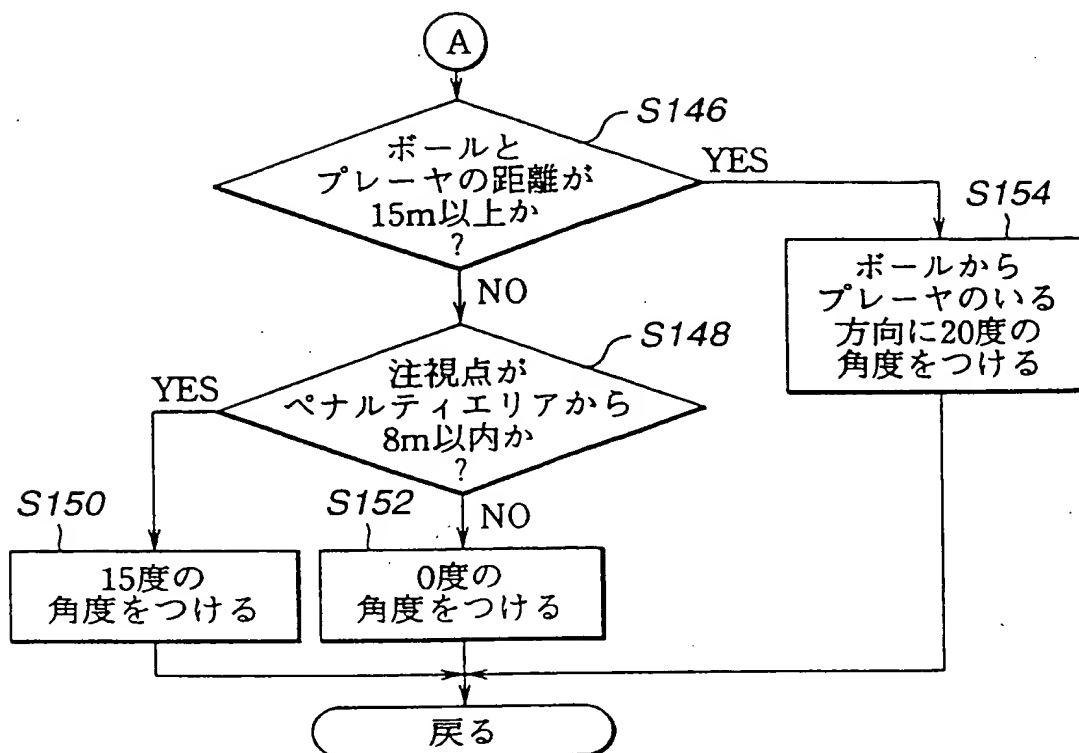 A
S146
ボールと
プレーヤの距離が
15m以上か
?
YES
S154
ボールから
プレーヤのいる
方向に20度の
角度をつける
NO
S148
注視点が
ペナルティエリアから
8m以内か
?
YES
NO
S150
15度の
角度をつける
S152
0度の
角度をつける
戻る